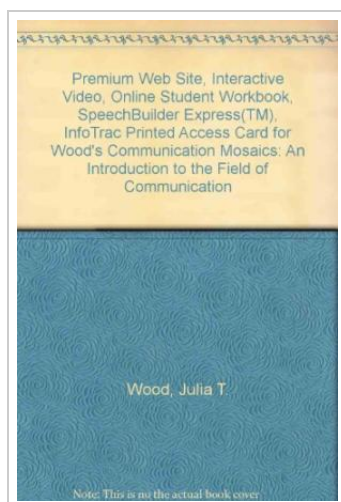 Premium Web Site, Interactive
Video, Online Student Workbook,
SpeechBuilder Express(TM),
InfoTrac Printed Access Card for
Wood's Communication Mosaics: An
Introduction to the Field of
Communication
Wood, Julia T.
Note: This is no the actual book cover